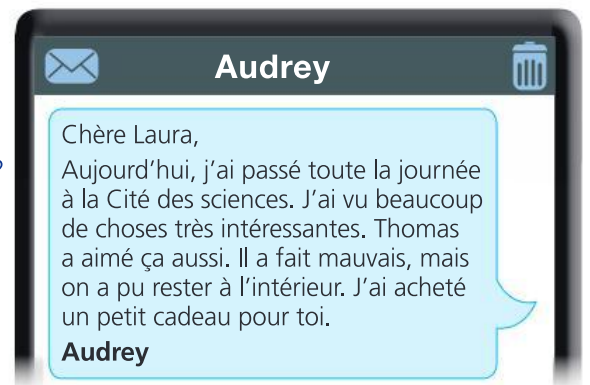 Audrey
Chère Laura,
Aujourd'hui, j'ai passé toute la journée
à la Cité des sciences. J'ai vu beaucoup
de choses très intéressantes. Thomas
a aimé ça aussi. Il a fait mauvais, mais
on a pu rester à l'intérieur. J'ai acheté
un petit cadeau pour toi.
Audrey